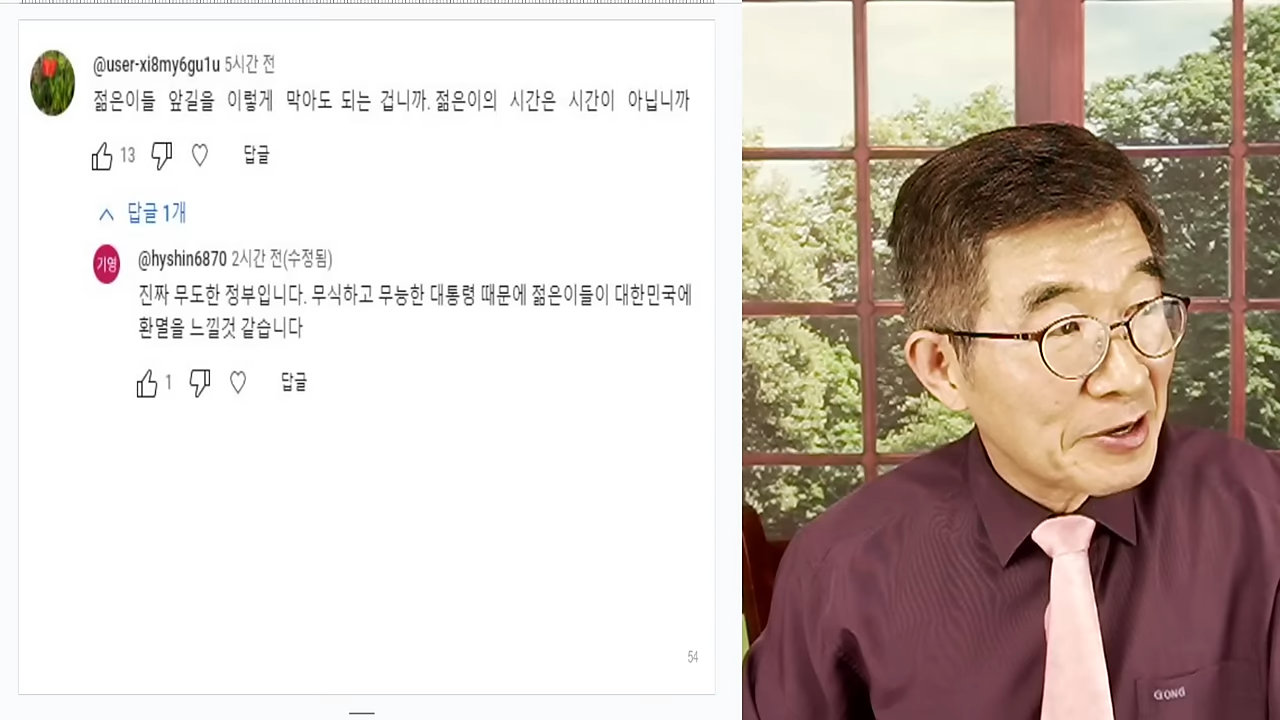 @user-xi8my6gu1u 5시간 전
젊은이들 앞길을 이렇게 막아도 되는 겁니까. 젊은이의 시간은 시간이 아닙니까
13 답글
답글 1개
기영
@hyshin6870 2시간 전(수정됨)
진짜 무도한 정부입니다. 무식하고 무능한 대통령 때문에 젊은이들이 대한민국에
환멸을 느낄것 같습니다
1 답글
54
GONG